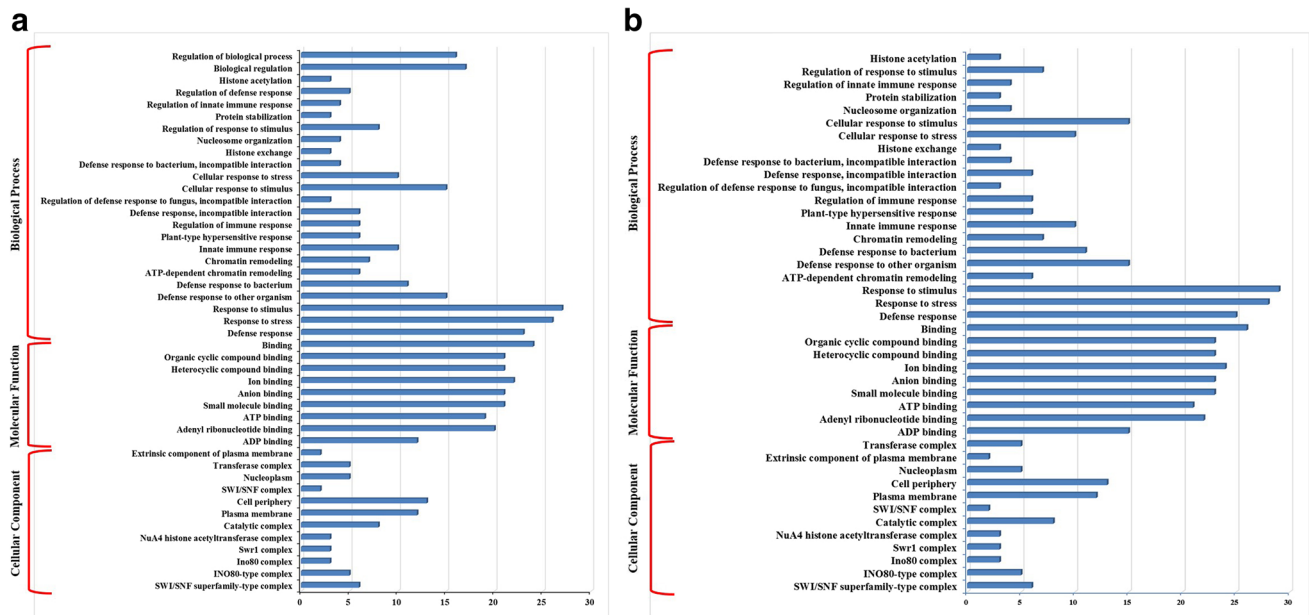 a
Biological Process
Regulation of biological process
Biological regulation
Histone acetylation
Regulation of defense response
Regulation of innate immune response
Protein stabilization
Regulation of response to stimulus
Nucleosome organization
Histone exchange
Defense response to bacterium, incompatible interaction
Cellular response to stress
Cellular response to stimulus
Regulation of defense response to fungus, incompatible interaction
Defense response, incompatible interaction
Regulation of immune response
Plant-type hypersensitive response
Innate immune response
Chromatin remodeling
ATP-dependent chromatin remodeling
Defense response to bacterium
Defense response to other organism
Response to stimulus
Response to stress
Defense response
Molecular Function
Binding
Organic cyclic compound binding
Heterocyclic compound binding
Ion binding
Anion binding
Small molecule binding
ATP binding
Adenyl ribonucleotide binding
ADP binding
Cellular Component
Extrinsic component of plasma membrane
Transferase complex
Nucleoplasm
SWI/SNF complex
Cell periphery
Plasma membrane
Catalytic complex
NuA4 histone acetyltransferase complex
Swr1 complex
Ino80 complex
INO80-type complex
SWI/SNF superfamily-type complex
0 5 10 15 20 25 30
b
Biological Process
Histone acetylation
Regulation of response to stimulus
Regulation of innate immune response
Protein stabilization
Nucleosome organization
Cellular response to stimulus
Cellular response to stress
Histone exchange
Defense response to bacterium, incompatible interaction
Defense response, incompatible interaction
Regulation of defense response to fungus, incompatible interaction
Regulation of immune response
Plant-type hypersensitive response
Innate immune response
Chromatin remodeling
Defense response to bacterium
Defense response to other organism
ATP-dependent chromatin remodeling
Response to stimulus
Response to stress
Defense response
Molecular Function
Binding
Organic cyclic compound binding
Heterocyclic compound binding
Ion binding
Anion binding
Small molecule binding
ATP binding
Adenyl ribonucleotide binding
ADP binding
Cellular Component
Transferase complex
Extrinsic component of plasma membrane
Nucleoplasm
Cell periphery
Plasma membrane
SWI/SNF complex
Catalytic complex
NuA4 histone acetyltransferase complex
Swr1 complex
Ino80 complex
INO80-type complex
SWI/SNF superfamily-type complex
0 5 10 15 20 25 30